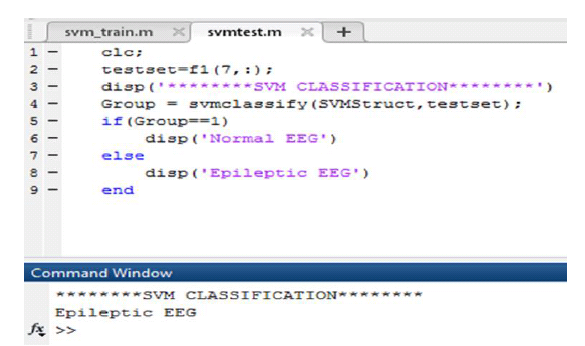 svm_train.m × svmtest.m × +
1 - clc;
2 - testset=f1(7,:);
3 - disp('********SVM CLASSIFICATION********')
4 - Group = svmclassify(SVMStruct,testset);
5 - if(Group==1)
6 - disp('Normal EEG')
7 - else
8 - disp('Epileptic EEG')
9 - end
Command Window
********SVM CLASSIFICATION********
Epileptic EEG
fx >>